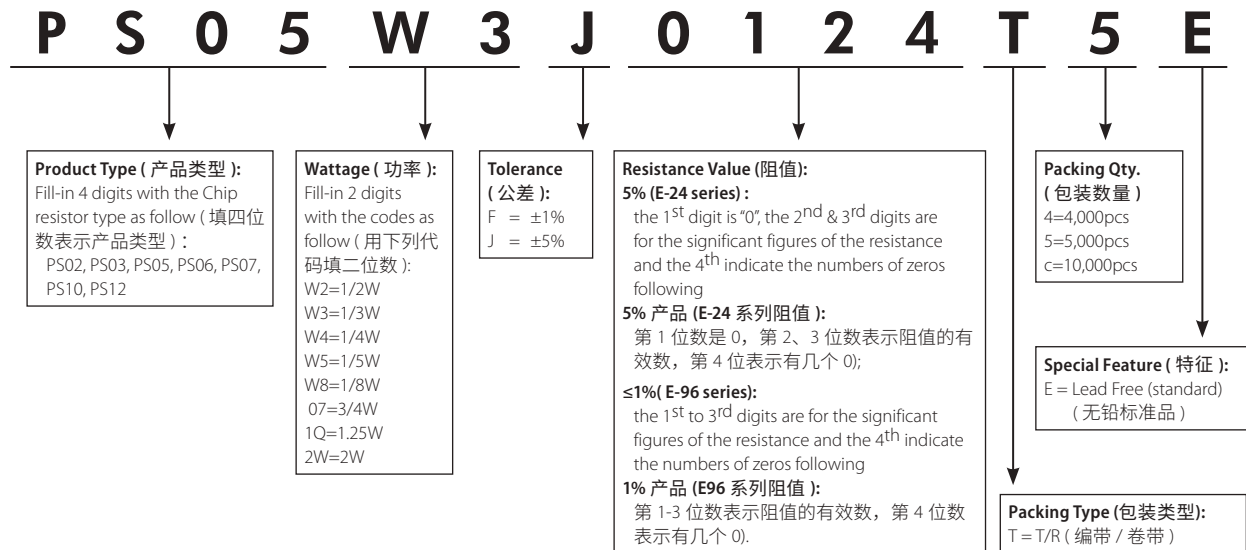 P S 0 5 W 3 J 0 1 2 4 T 5 E
Product Type ( 产品类型 ):
Fill-in 4 digits with the Chip
resistor type as follow ( 填四位
数表示产品类型 ) :
PS02, PS03, PS05, PS06, PS07,
PS10, PS12
Wattage ( 功率 ):
Fill-in 2 digits
with the codes as
follow ( 用下列代
码填二位数 ):
W2=1/2W
W3=1/3W
W4=1/4W
W5=1/5W
W8=1/8W
07=3/4W
1Q=1.25W
2W=2W
Tolerance
( 公差 ):
F = ±1%
J = ±5%
Resistance Value (阻值):
5% (E-24 series) :
the 1st digit is "0", the 2nd & 3rd digits are
for the significant figures of the resistance
and the 4th indicate the numbers of zeros
following
5% 产品 (E-24 系列阻值 ):
第 1 位数是 0，第 2、3 位数表示阻值的有
效数，第 4 位表示有几个 0);
≤1%( E-96 series):
the 1st to 3rd digits are for the significant
figures of the resistance and the 4th indicate
the numbers of zeros following
1% 产品 (E96 系列阻值 ):
第 1-3 位数表示阻值的有效数，第 4 位数
表示有几个 0).
Packing Qty.
( 包装数量 )
4=4,000pcs
5=5,000pcs
c=10,000pcs
Special Feature ( 特征 ):
E = Lead Free (standard)
( 无铅标准品 )
Packing Type (包装类型):
T = T/R ( 编带 / 卷带 )